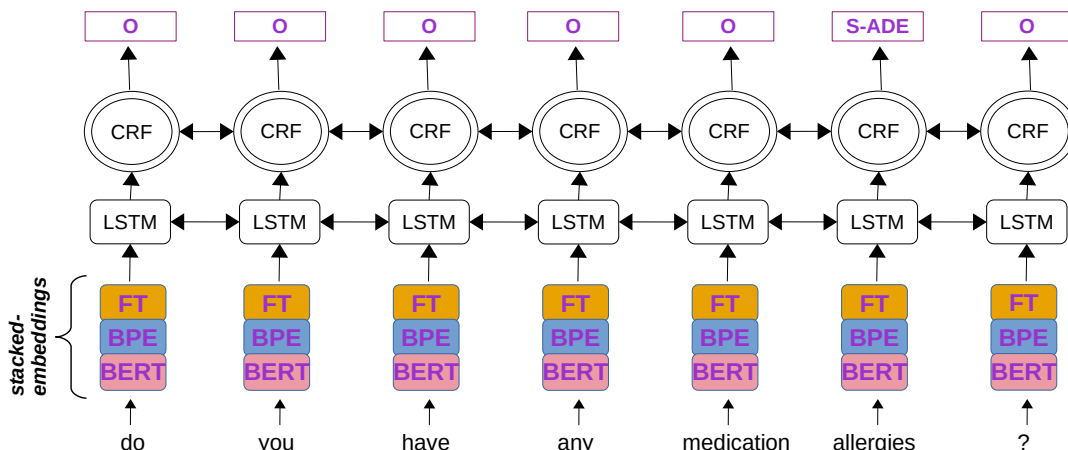 O O O O O S-ADE O
CRF CRF CRF CRF CRF CRF CRF
LSTM LSTM LSTM LSTM LSTM LSTM LSTM
stacked-
embeddings
FT FT FT FT FT FT FT
BPE BPE BPE BPE BPE BPE BPE
BERT BERT BERT BERT BERT BERT BERT
do you have any medication allergies ?